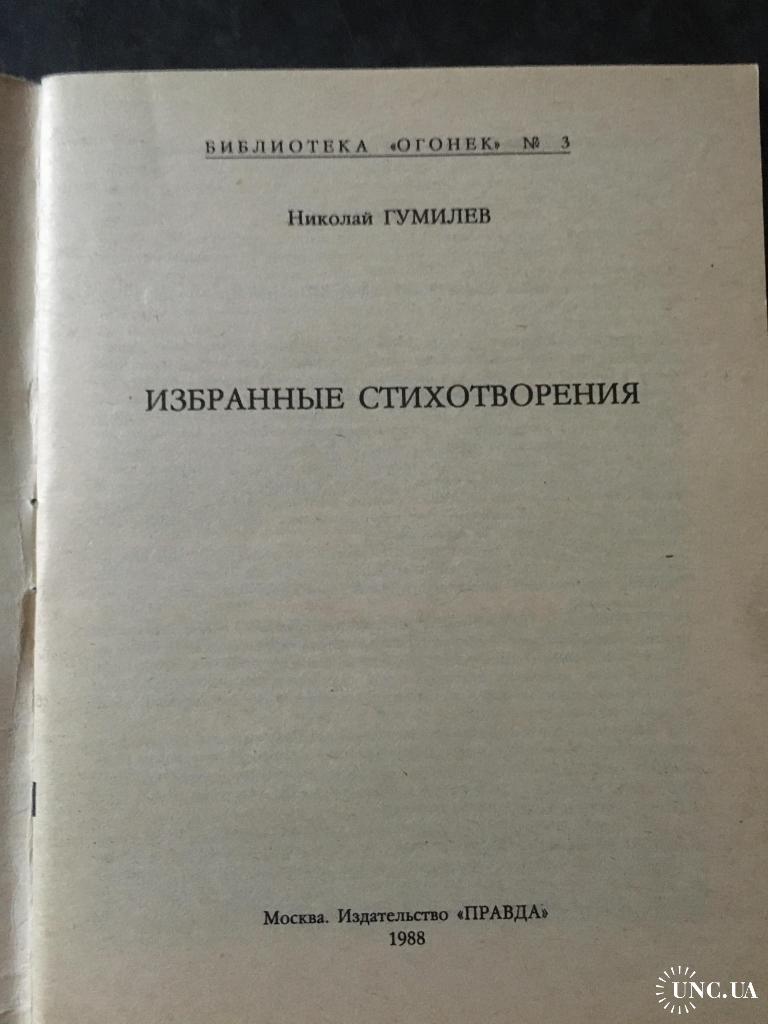 БИБЛИОТЕКА «ОГОНЕК» № 3
Николай ГУМИЛЕВ
ИЗБРАННЫЕ СТИХОТВОРЕНИЯ
Москва. Издательство «ПРАВДА»
1988
UNC.UA